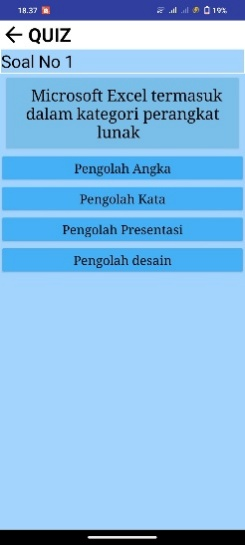 18.37 19%
← QUIZ
Soal No 1
Microsoft Excel termasuk
dalam kategori perangkat
lunak
Pengolah Angka
Pengolah Kata
Pengolah Presentasi
Pengolah desain